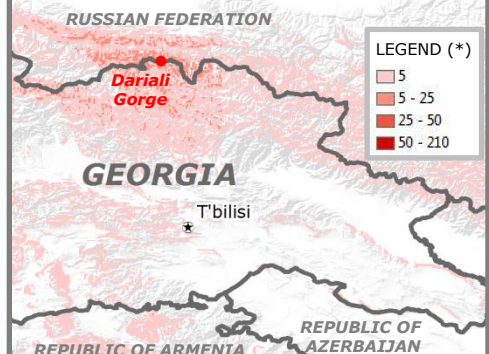 RUSSIAN FEDERATION
LEGEND (*)
5
5 - 25
25 - 50
50 - 210
Dariali
Gorge
GEORGIA
T'bilisi
REPUBLIC OF
AZERBAIJAN
REPUBLIC OF ARMENIA